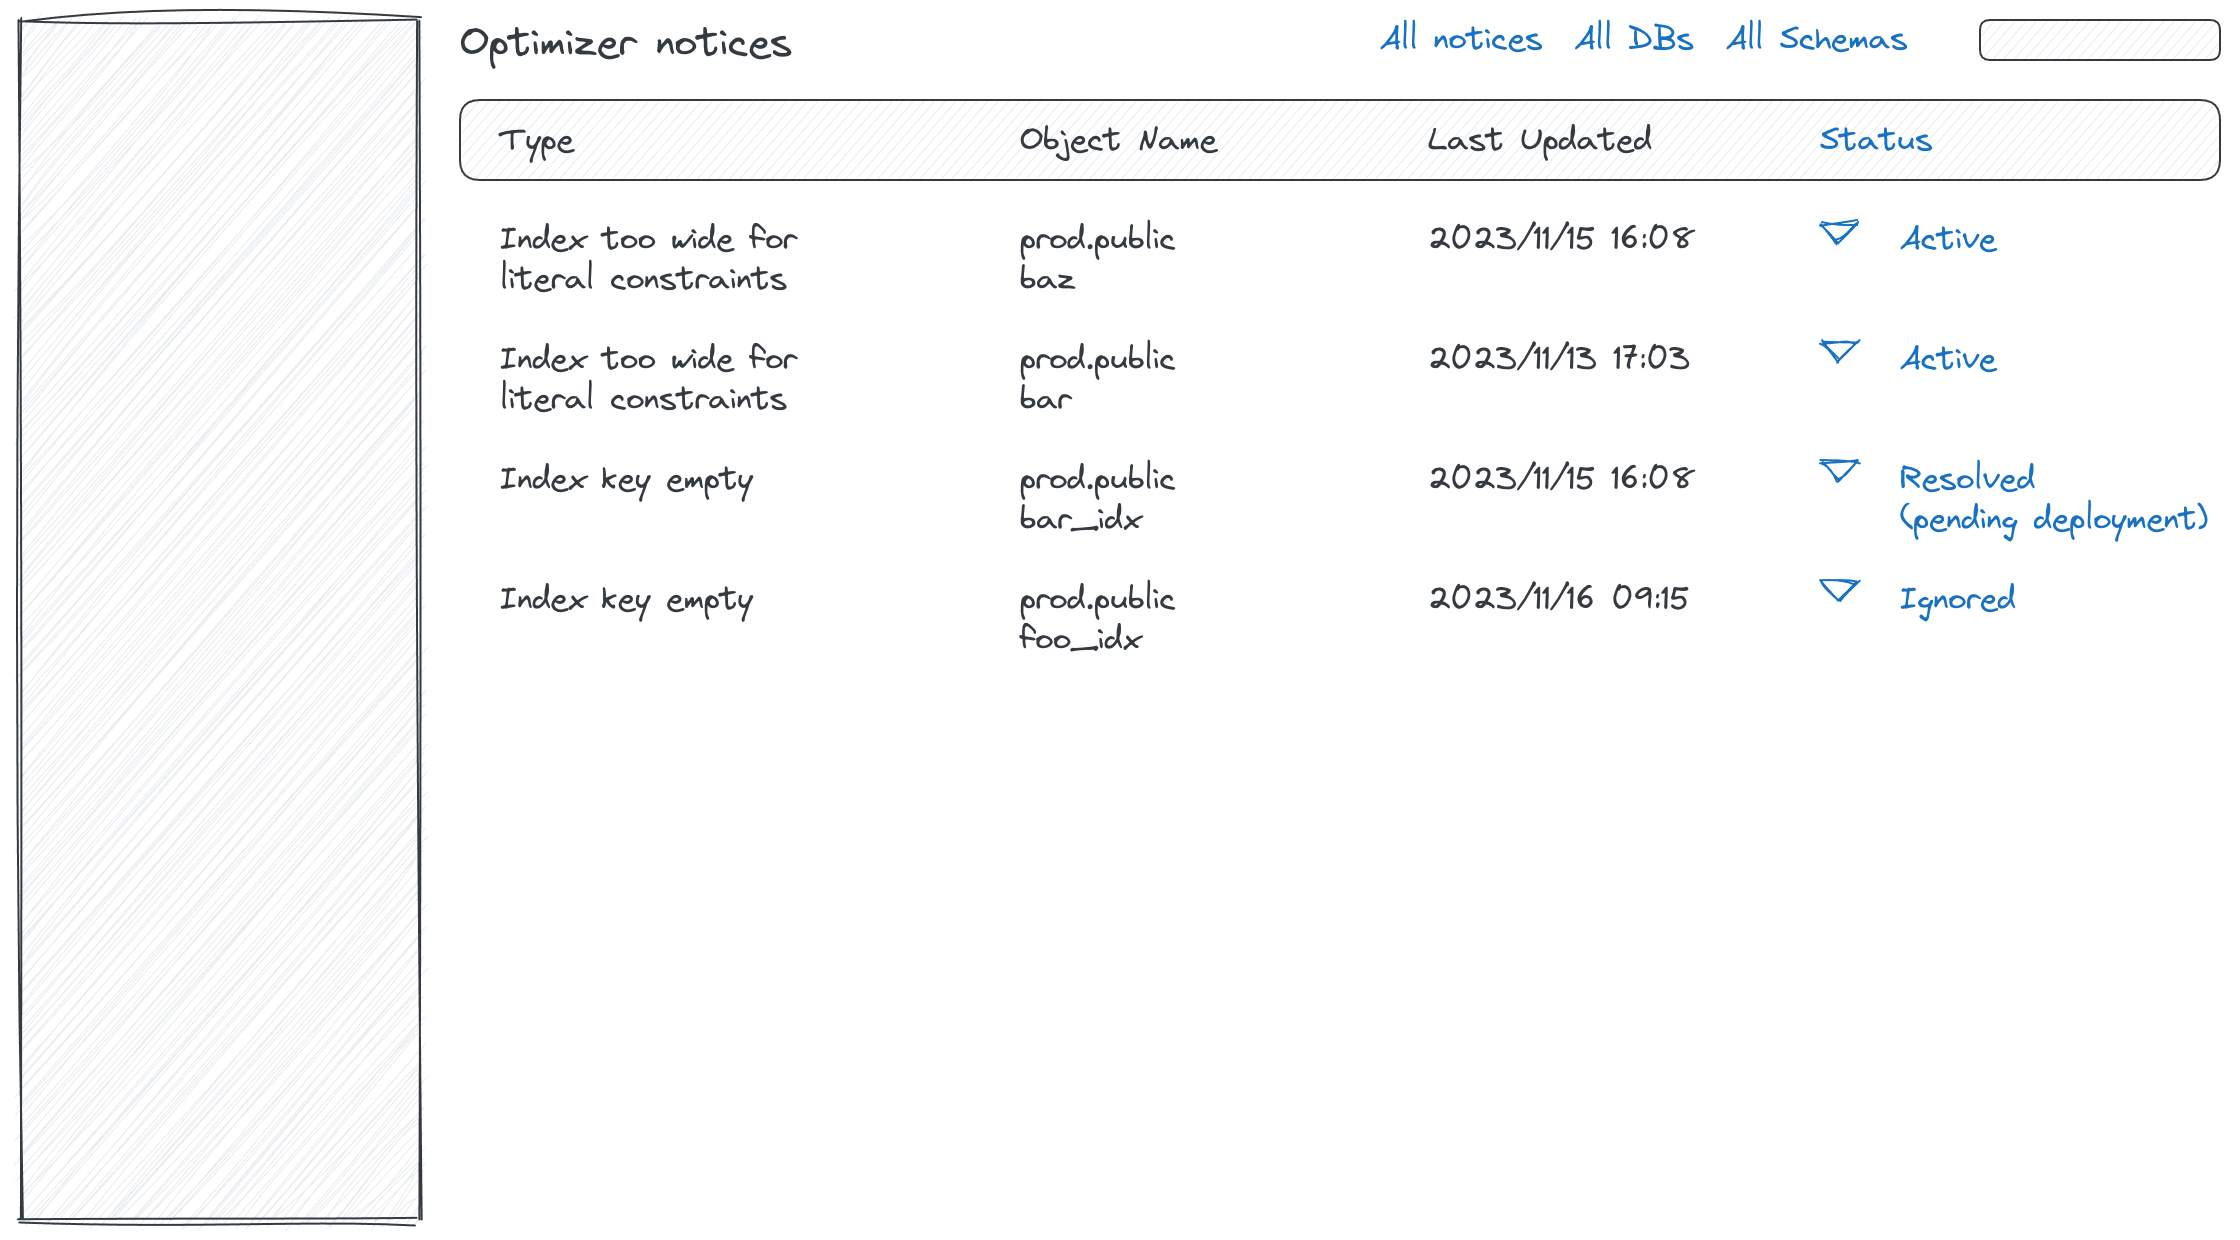 Optimizer notices
All notices All DBs All Schemas
Type Object Name Last Updated Status
Index too wide for prod.public 2023/11/15 16:08 Active
literal constraints baz
Index too wide for prod.public 2023/11/13 17:03 Active
literal constraints bar
Index key empty prod.public 2023/11/15 16:08 Resolved
bar_idx (pending deployment)
Index key empty prod.public 2023/11/16 09:15 Ignored
foo_idx